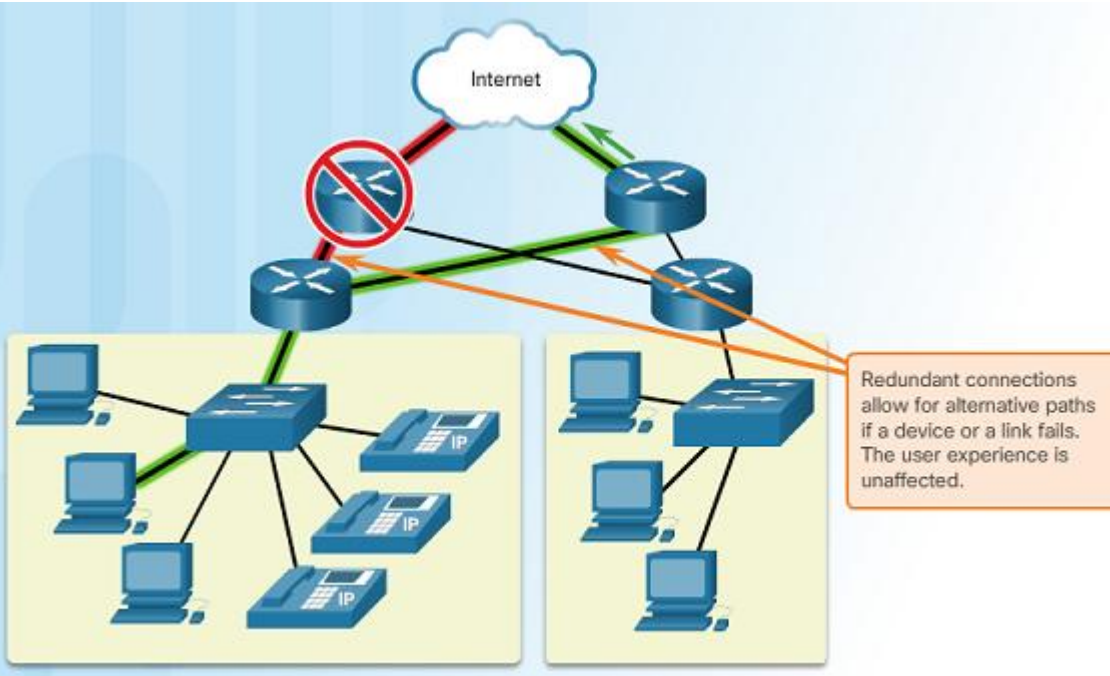 Internet
IP
IP
IP
Redundant connections
allow for alternative paths
if a device or a link fails.
The user experience is
unaffected.